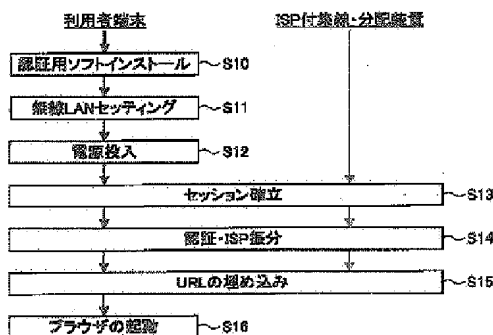 利用者端末
ISP付集線・分配装置
認証用ソフトインストール
S10
無線LANセッティング
S11
電源投入
S12
セッション確立
S13
認証・ISP振分
S14
URLの埋め込み
S15
ブラウザの起動
S16